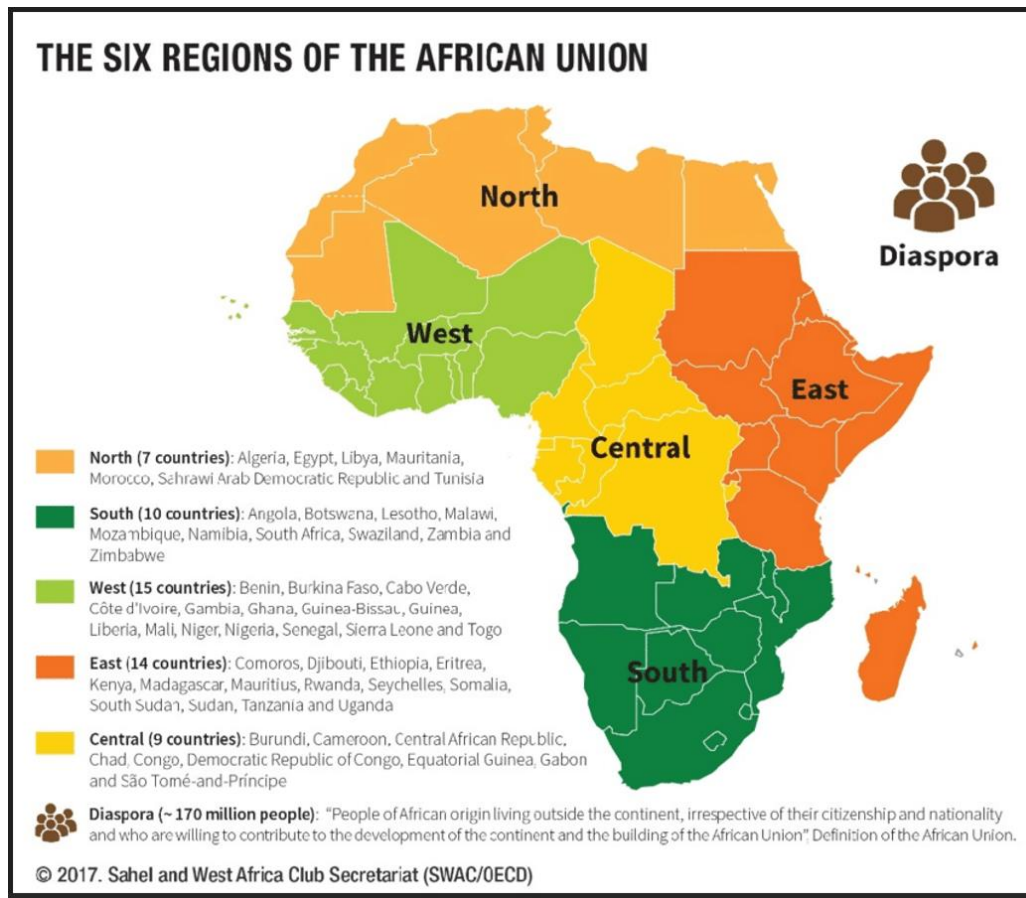 THE SIX REGIONS OF THE AFRICAN UNION
North
Diaspora
West
East
Central
South
North (7 countries): Algeria, Egypt, Libya, Mauritania,
Morocco, Sahrawi Arab Democratic Republic and Tunisia
South (10 countries): Angola, Botswana, Lesotho, Malawi,
Mozambique, Namibia, South Africa, Swaziland, Zambia and
Zimbabwe
West (15 countries): Benin, Burkina Faso, Cabo Verde,
Côte d'Ivoire, Gambia, Ghana, Guinea-Bissau, Guinea,
Liberia, Mali, Niger, Nigeria, Senegal, Sierra Leone and Togo
East (14 countries): Comoros, Djibouti, Ethiopia, Eritrea,
Kenya, Madagascar, Mauritius, Rwanda, Seychelles, Somalia,
South Sudan, Sudan, Tanzania and Uganda
Central (9 countries): Burundi, Cameroon, Central African Republic,
Chad, Congo, Democratic Republic of Congo, Equatorial Guinea, Gabon
and São Tomé-and-Príncipe
Diaspora (~ 170 million people): "People of African origin living outside the continent, irrespective of their citizenship and nationality
and who are willing to contribute to the development of the continent and the building of the African Union". Definition of the African Union.
© 2017. Sahel and West Africa Club Secretariat (SWAC/OECD)